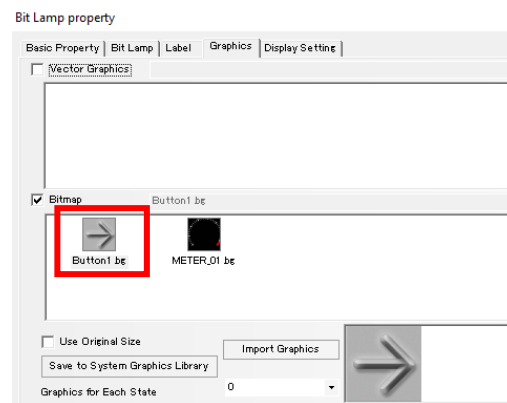 Bit Lamp property
Basic Property Bit Lamp Label Graphics Display Setting
Vector Graphics
Bitmap Button1 bg
Button1 bg METER_01 bg
Use Original Size
Import Graphics
Save to System Graphics Library
Graphics for Each State 0